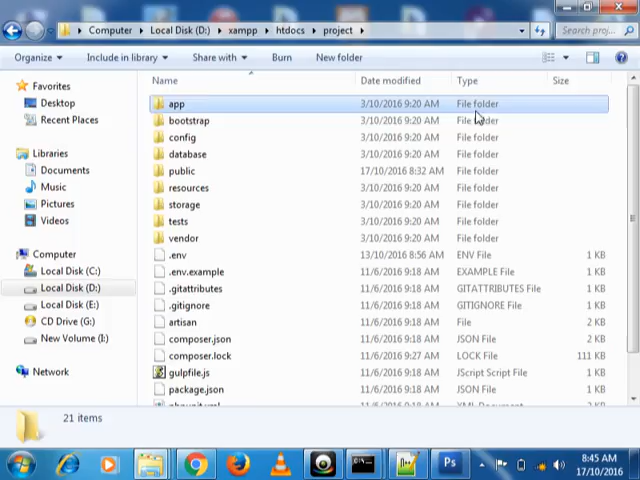 Computer ▸ Local Disk (D:) ▸ xampp ▸ htdocs ▸ project ▸ Search proj...
Organize Include in library Share with Burn New folder
Name Date modified Type Size
Favorites
Desktop
Recent Places
Libraries
Documents
Music
Pictures
Videos
Computer
Local Disk (C:)
Local Disk (D:)
Local Disk (E:)
CD Drive (G:)
New Volume (I:)
Network
app 3/10/2016 9:20 AM File folder
bootstrap 3/10/2016 9:20 AM File folder
config 3/10/2016 9:20 AM File folder
database 3/10/2016 9:20 AM File folder
public 17/10/2016 8:32 AM File folder
resources 3/10/2016 9:20 AM File folder
storage 3/10/2016 9:20 AM File folder
tests 3/10/2016 9:20 AM File folder
vendor 3/10/2016 9:20 AM File folder
.env 13/10/2016 8:56 AM ENV File 1 KB
.env.example 11/6/2016 9:18 AM EXAMPLE File 1 KB
.gitattributes 11/6/2016 9:18 AM GITATTRIBUTES File 1 KB
.gitignore 11/6/2016 9:18 AM GITIGNORE File 1 KB
artisan 11/6/2016 9:18 AM File 2 KB
composer.json 11/6/2016 9:18 AM JSON File 2 KB
composer.lock 11/6/2016 9:27 AM LOCK File 111 KB
gulpfile.js 11/6/2016 9:18 AM JScript Script File 1 KB
package.json 11/6/2016 9:18 AM JSON File 1 KB
21 items
Ps
8:45 AM
17/10/2016